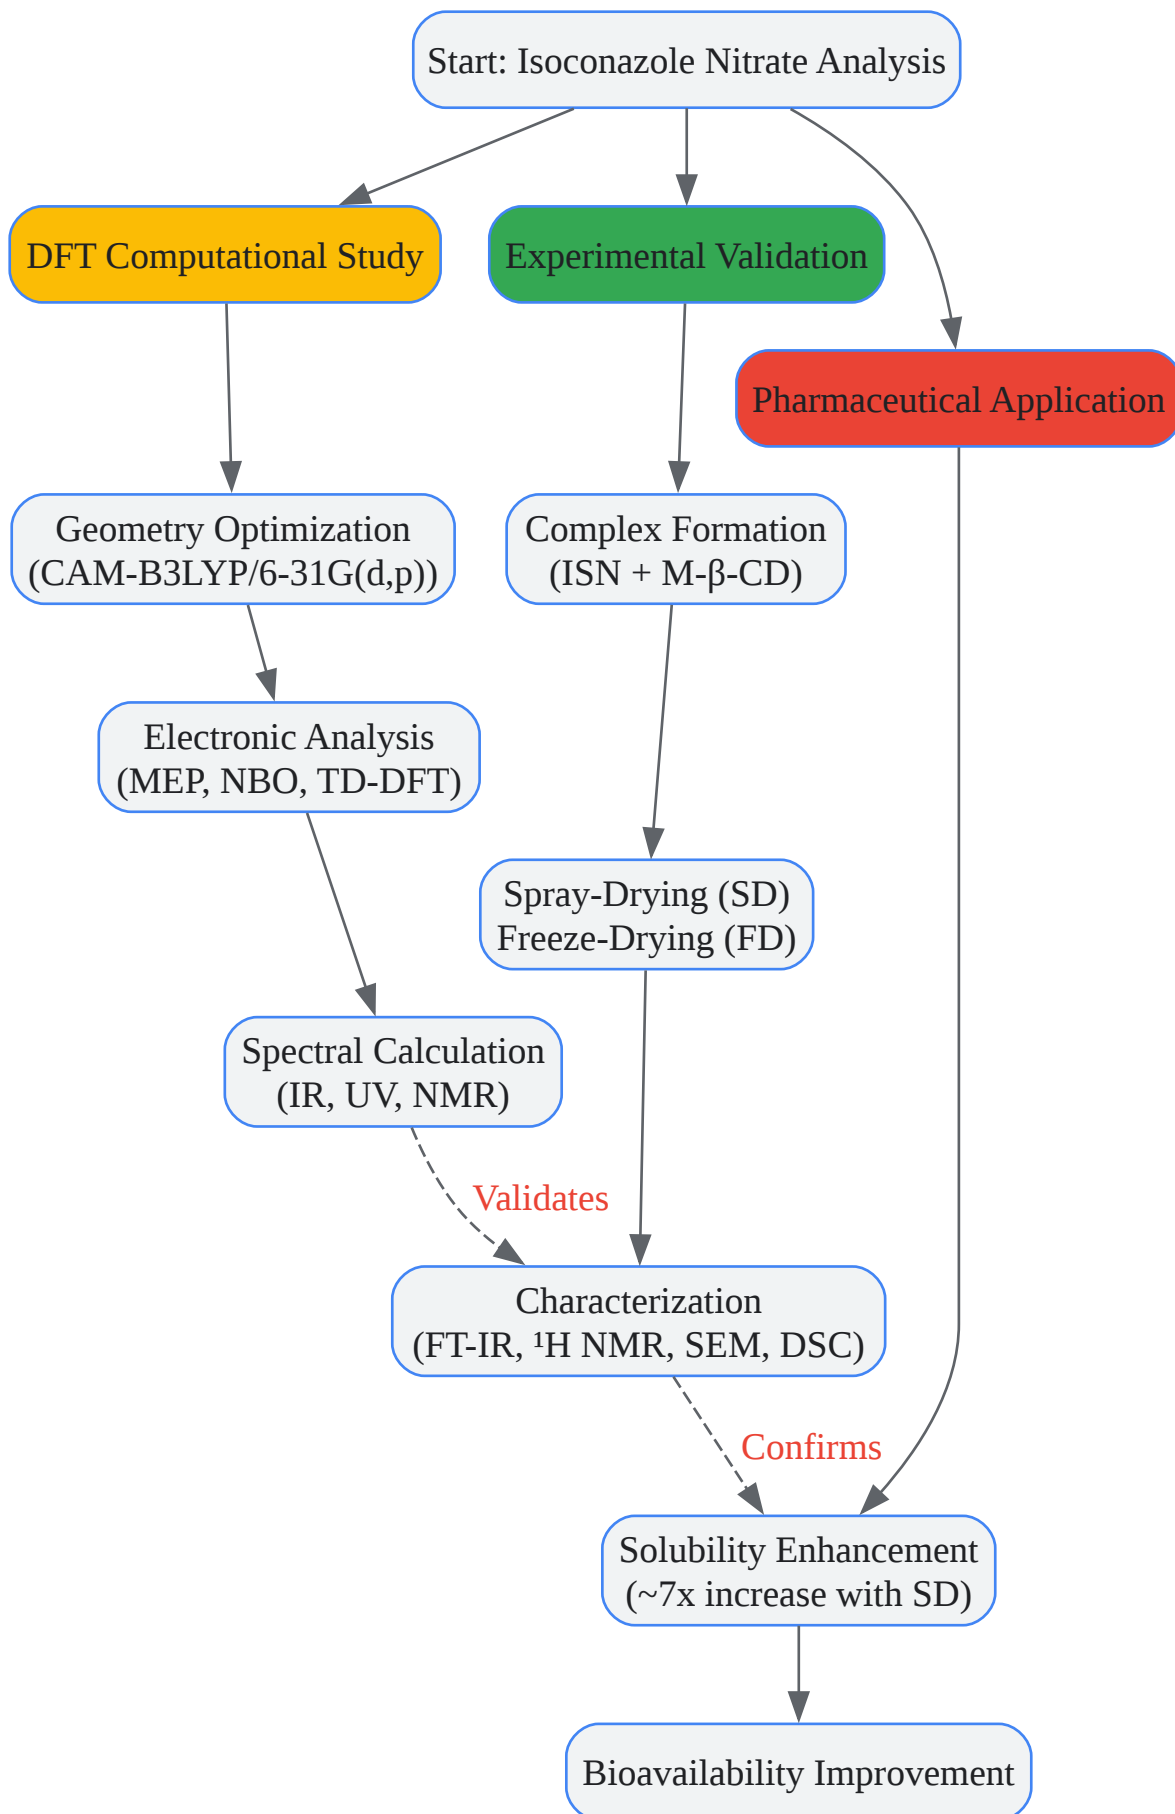 Start: Isoconazole Nitrate Analysis
DFT Computational Study
Experimental Validation
Pharmaceutical Application
Geometry Optimization
(CAM-B3LYP/6-31G(d,p))
Complex Formation
(ISN + M-β-CD)
Electronic Analysis
(MEP, NBO, TD-DFT)
Spray-Drying (SD)
Freeze-Drying (FD)
Spectral Calculation
(IR, UV, NMR)
Validates
Characterization
(FT-IR, ¹H NMR, SEM, DSC)
Confirms
Solubility Enhancement
(~7x increase with SD)
Bioavailability Improvement